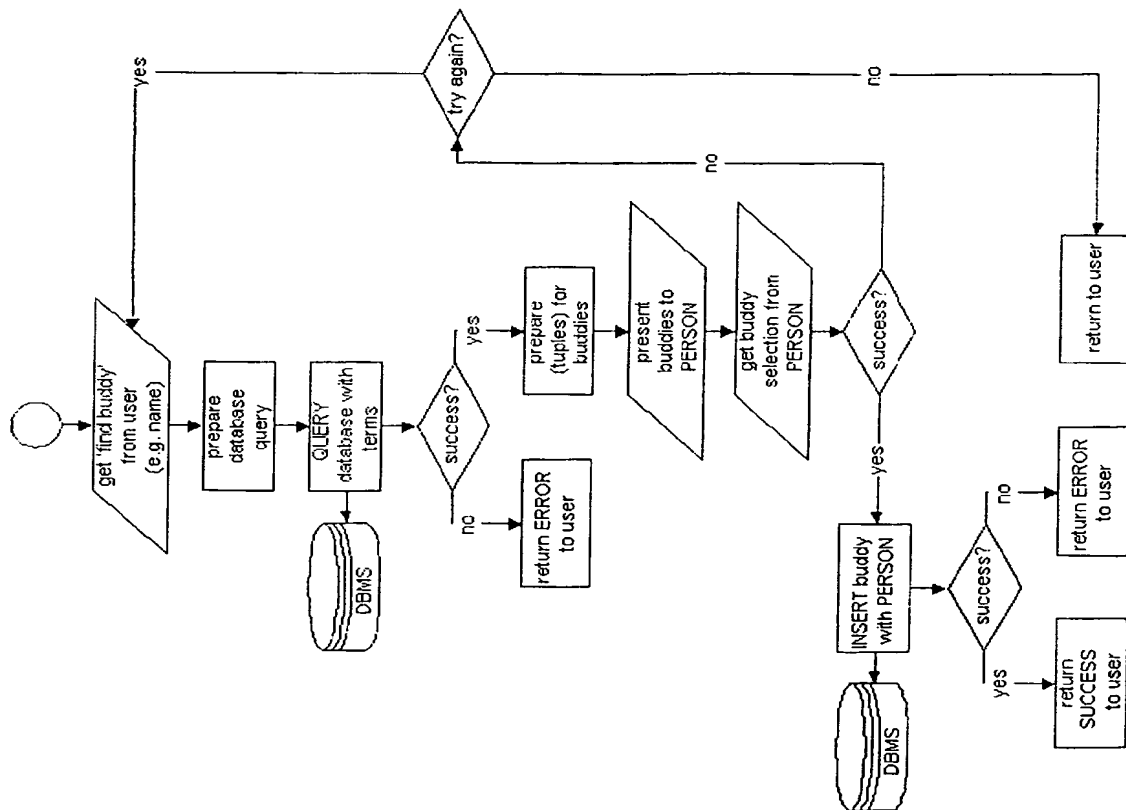 get 'find buddy'
from user
(e.g. name)
prepare
database
query
QUERY
database with
terms
DBMS
success?
no
return ERROR
to user
yes
prepare
(tuples) for
buddies
present
buddies to
PERSON
get buddy
selection from
PERSON
success?
no
try again?
yes
no
return to user
yes
INSERT buddy
with PERSON
DBMS
success?
yes
return
SUCCESS
to user
no
return ERROR
to user